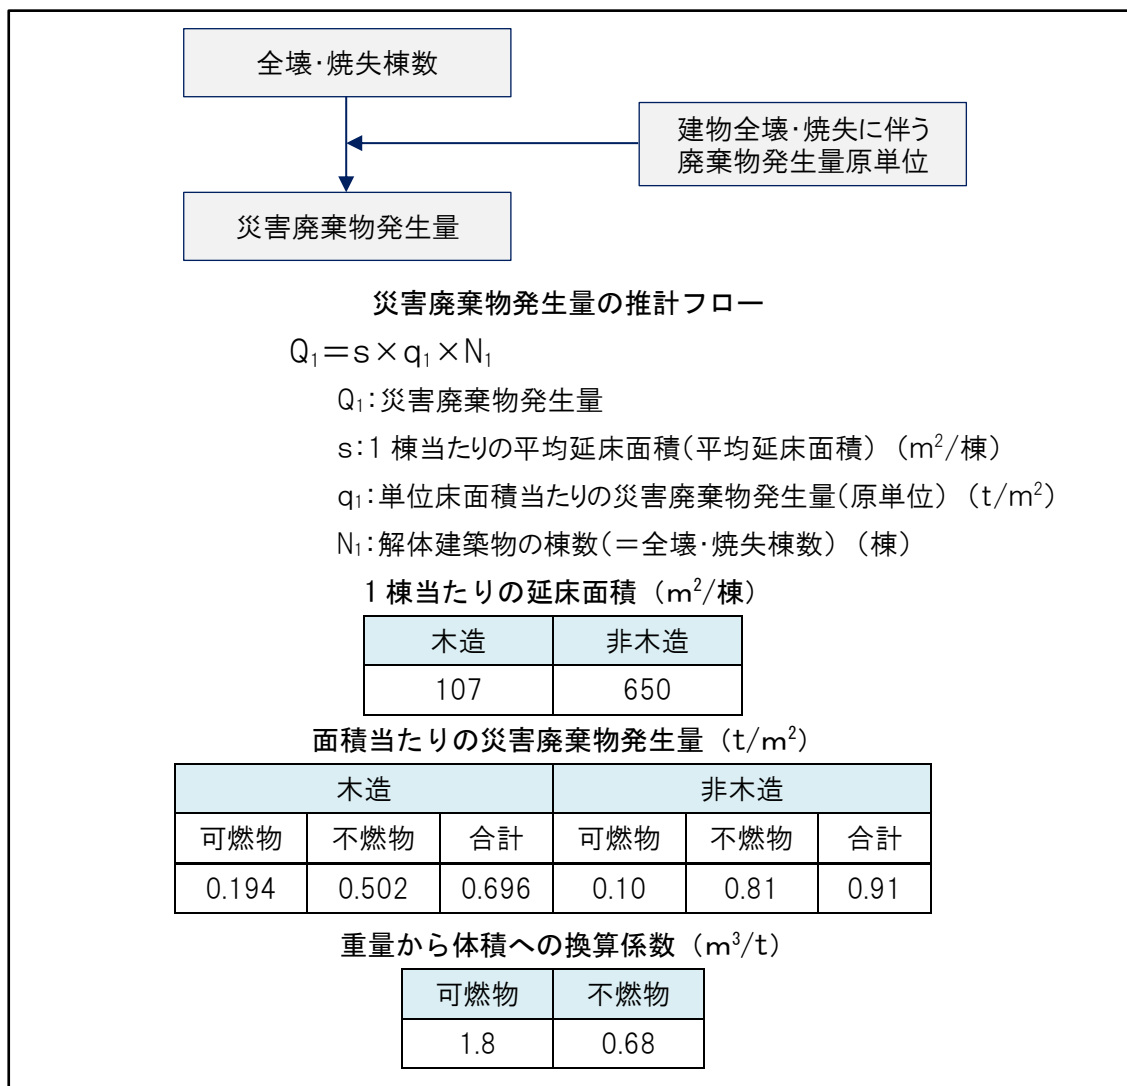 全壊・焼失棟数
建物全壊・焼失に伴う
廃棄物発生量原単位
災害廃棄物発生量
災害廃棄物発生量の推計フロー
Q₁＝s×q₁×N₁
Q₁：災害廃棄物発生量
s：1 棟当たりの平均延床面積（平均延床面積）（m²/棟）
q₁：単位床面積当たりの災害廃棄物発生量（原単位）（t/m²）
N₁：解体建築物の棟数（＝全壊・焼失棟数）（棟）
1 棟当たりの延床面積（m²/棟）
木造 非木造
107 650
面積当たりの災害廃棄物発生量（t/m²）
木造 非木造
可燃物 不燃物 合計 可燃物 不燃物 合計
0.194 0.502 0.696 0.10 0.81 0.91
重量から体積への換算係数（m³/t）
可燃物 不燃物
1.8 0.68